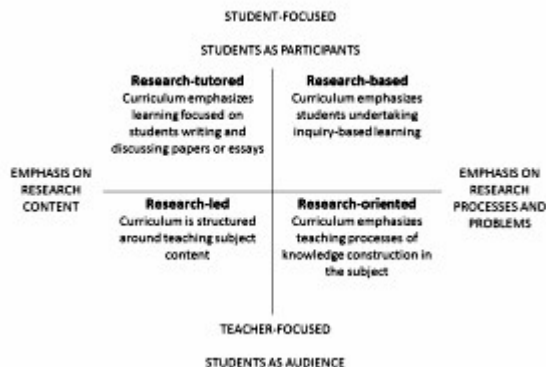 STUDENT-FOCUSED
STUDENTS AS PARTICIPANTS
Research-tutored
Curriculum emphasizes
learning focused on
students writing and
discussing papers or essays
Research-based
Curriculum emphasizes
students undertaking
inquiry-based learning
EMPHASIS ON
RESEARCH
CONTENT
EMPHASIS ON
RESEARCH
PROCESSES AND
PROBLEMS
Research-led
Curriculum is structured
around teaching subject
content
Research-oriented
Curriculum emphasizes
teaching processes of
knowledge construction in
the subject
TEACHER-FOCUSED
STUDENTS AS AUDIENCE